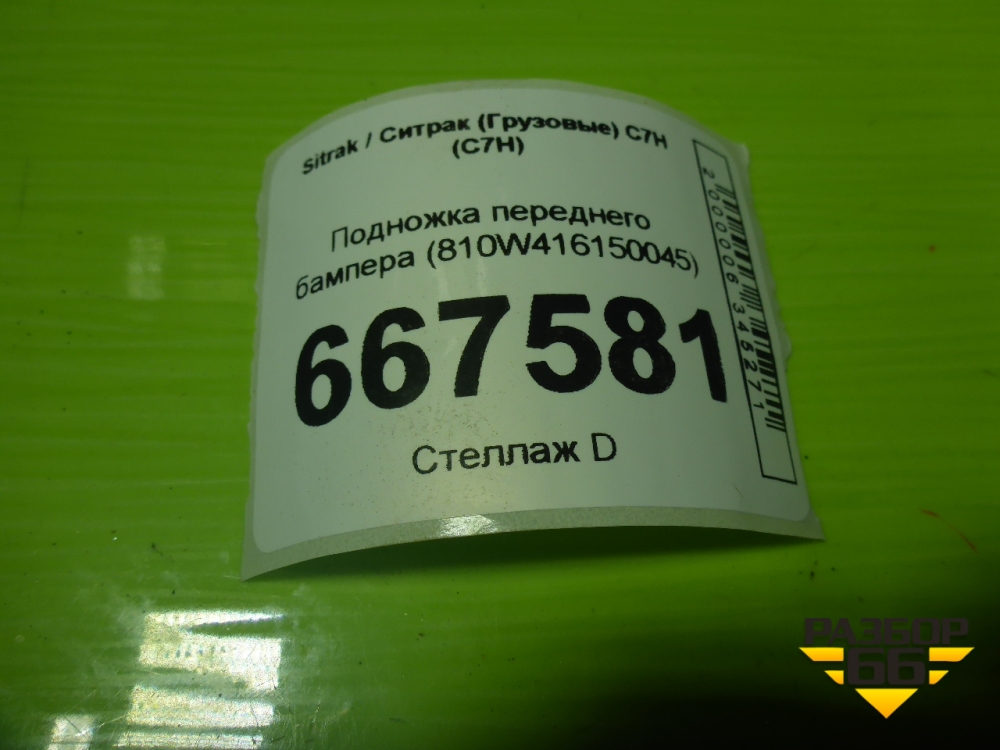 Sitrak / Ситрак (Грузовые) C7H
(C7H)
Подножка переднего
бампера (810W416150045)
667581
Стеллаж D
2000006345271
РАЗБОР
66